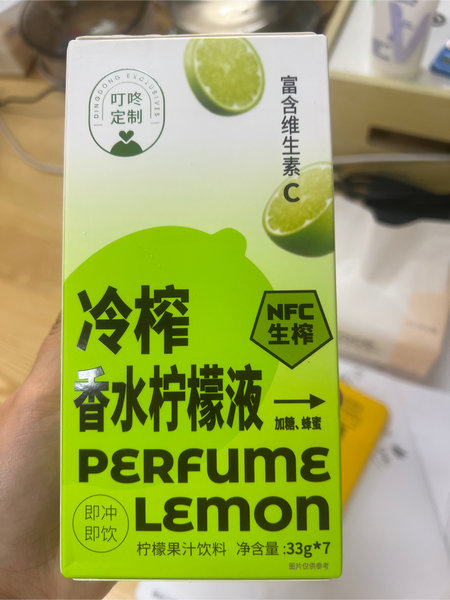 DINGDONG EXCLUSIVES
叮咚
定制
富含维生素C
冷榨
NFC
生榨
香水柠檬液
加糖、蜂蜜
PERFUME
LEMON
即冲
即饮
柠檬果汁饮料 净含量:33g*7
图片仅供参考